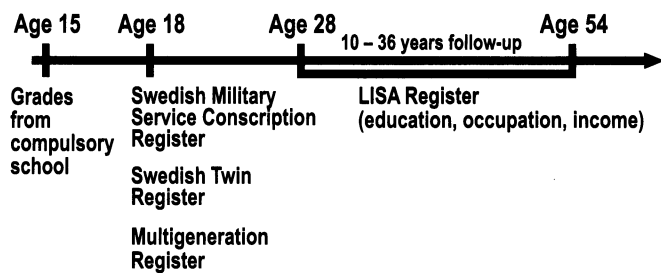 Age 15 Age 18 Age 28 Age 54
10 – 36 years follow-up
Grades
from
compulsory
school
Swedish Military
Service Conscription
Register
Swedish Twin
Register
Multigeneration
Register
LISA Register
(education, occupation, income)